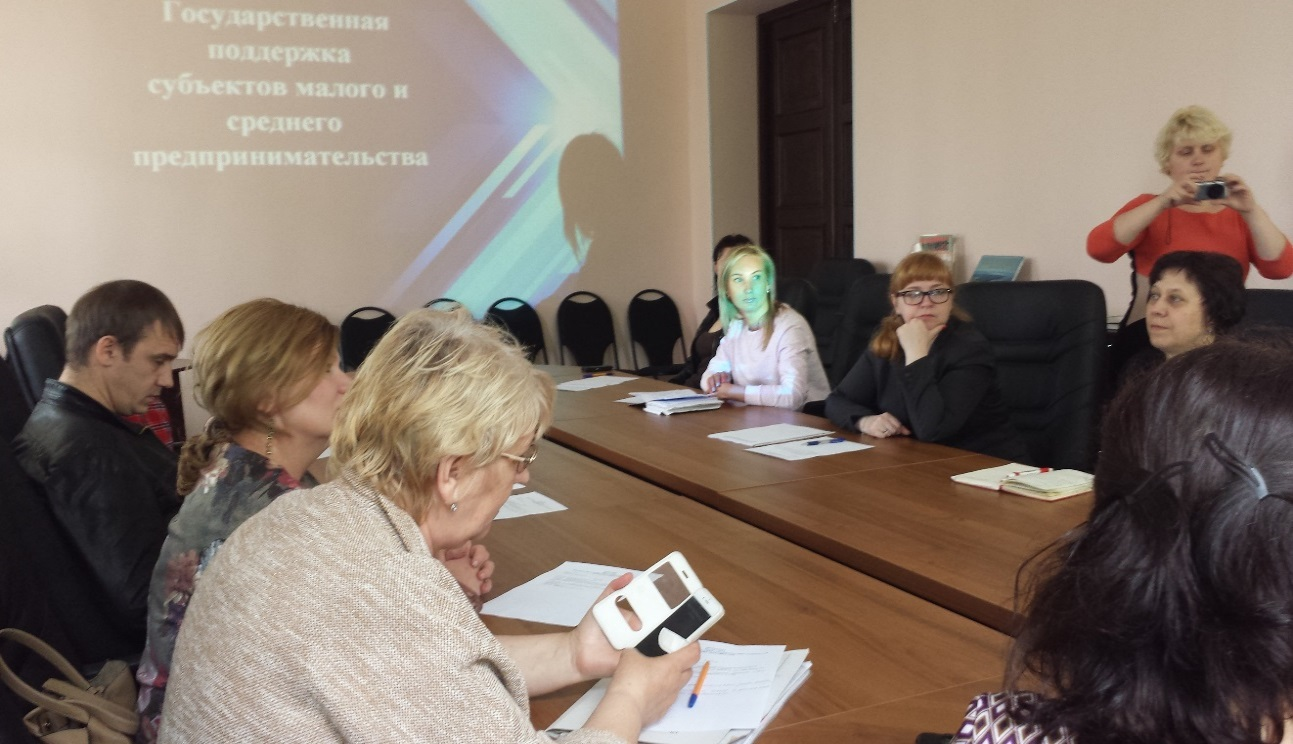 Государственная
поддержка
субъектов малого и
среднего
предпринимательства